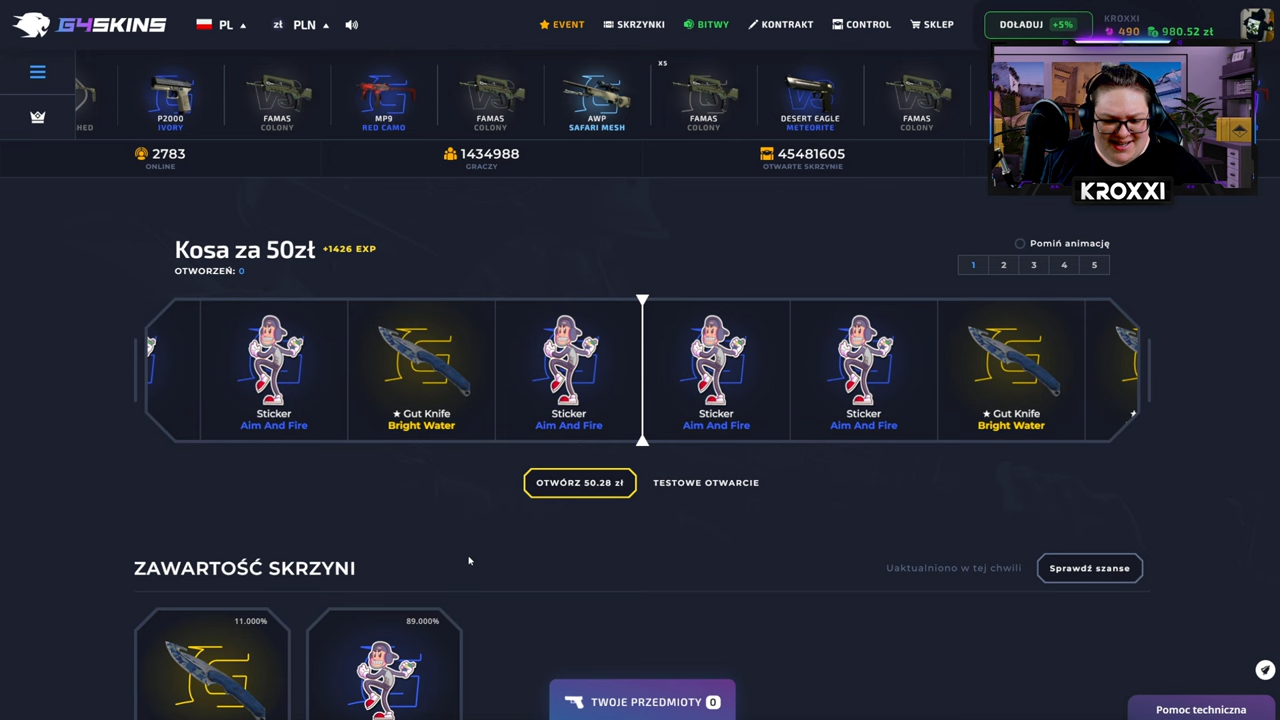 G4SKINS
PL
zł PLN
EVENT
SKRZYNKI
BITWY
KONTRAKT
CONTROL
SKLEP
DOŁADUJ +5%
KROXXI
490 980.52 zł
HED
P2000
IVORY
FAMAS
COLONY
MP9
RED CAMO
FAMAS
COLONY
AWP
SAFARI MESH
XS
FAMAS
COLONY
DESERT EAGLE
METEORITE
FAMAS
COLONY
2783
ONLINE
1434988
GRACZY
45481605
OTWARTE SKRZYNIE
KROXXI
Kosa za 50zł +1426 EXP
OTWORZEŃ: 0
Pomiń animację
1 2 3 4 5
Sticker
Aim And Fire
★ Gut Knife
Bright Water
Sticker
Aim And Fire
Sticker
Aim And Fire
Sticker
Aim And Fire
★ Gut Knife
Bright Water
★
OTWÓRZ 50.28 zł
TESTOWE OTWARCIE
ZAWARTOŚĆ SKRZYNI
Uaktualniono w tej chwili
Sprawdź szanse
11.000%
89.000%
TWOJE PRZEDMIOTY 0
Pomoc techniczna